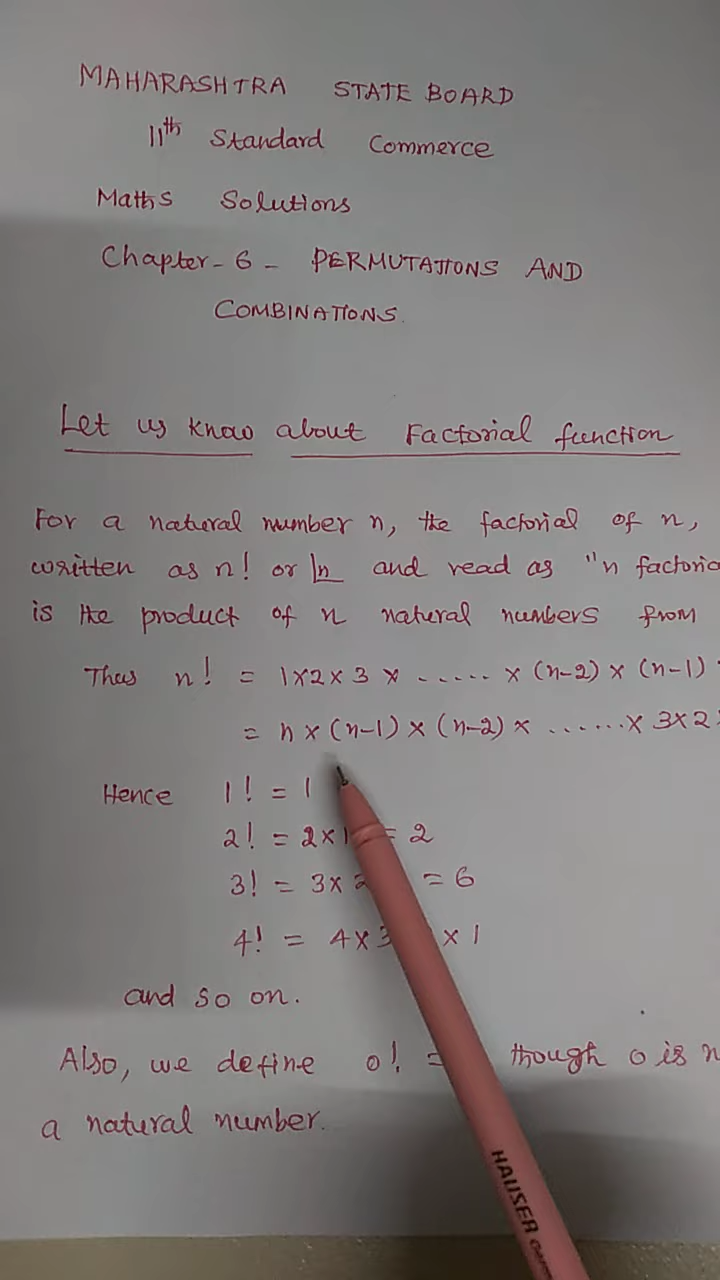 MAHARASHTRA STATE BOARD
11th Standard Commerce
Maths Solutions
Chapter-6- PERMUTATIONS AND
COMBINATIONS.
Let us know about Factorial function
For a natural number n, the factorial of n,
written as n! or |n and read as "n factoria
is the product of n natural numbers from
Thus n! = 1×2×3×.....×(n-2)×(n-1)
= n×(n-1)×(n-2)×......×3×2
Hence 1! = 1
2! = 2×1 = 2
3! = 3×2 = 6
4! = 4×3 ×1
and so on.
Also, we define 0! = though 0 is n
a natural number.
HAUSER